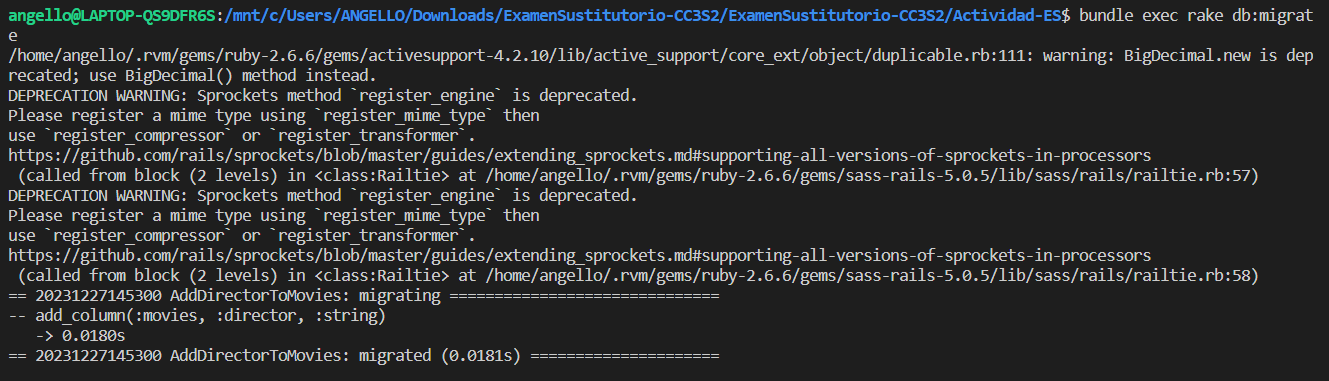 angello@LAPTOP-QS9DFR6S:/mnt/c/Users/ANGELLO/Downloads/ExamenSustitutorio-CC3S2/ExamenSustitutorio-CC3S2/Actividad-ES$ bundle exec rake db:migrat
e
/home/angello/.rvm/gems/ruby-2.6.6/gems/activesupport-4.2.10/lib/active_support/core_ext/object/duplicable.rb:111: warning: BigDecimal.new is dep
recated; use BigDecimal() method instead.
DEPRECATION WARNING: Sprockets method `register_engine` is deprecated.
Please register a mime type using `register_mime_type` then
use `register_compressor` or `register_transformer`.
https://github.com/rails/sprockets/blob/master/guides/extending_sprockets.md#supporting-all-versions-of-sprockets-in-processors
 (called from block (2 levels) in <class:Railtie> at /home/angello/.rvm/gems/ruby-2.6.6/gems/sass-rails-5.0.5/lib/sass/rails/railtie.rb:57)
DEPRECATION WARNING: Sprockets method `register_engine` is deprecated.
Please register a mime type using `register_mime_type` then
use `register_compressor` or `register_transformer`.
https://github.com/rails/sprockets/blob/master/guides/extending_sprockets.md#supporting-all-versions-of-sprockets-in-processors
 (called from block (2 levels) in <class:Railtie> at /home/angello/.rvm/gems/ruby-2.6.6/gems/sass-rails-5.0.5/lib/sass/rails/railtie.rb:58)
== 20231227145300 AddDirectorToMovies: migrating ==============================
-- add_column(:movies, :director, :string)
   -> 0.0180s
== 20231227145300 AddDirectorToMovies: migrated (0.0181s) =====================